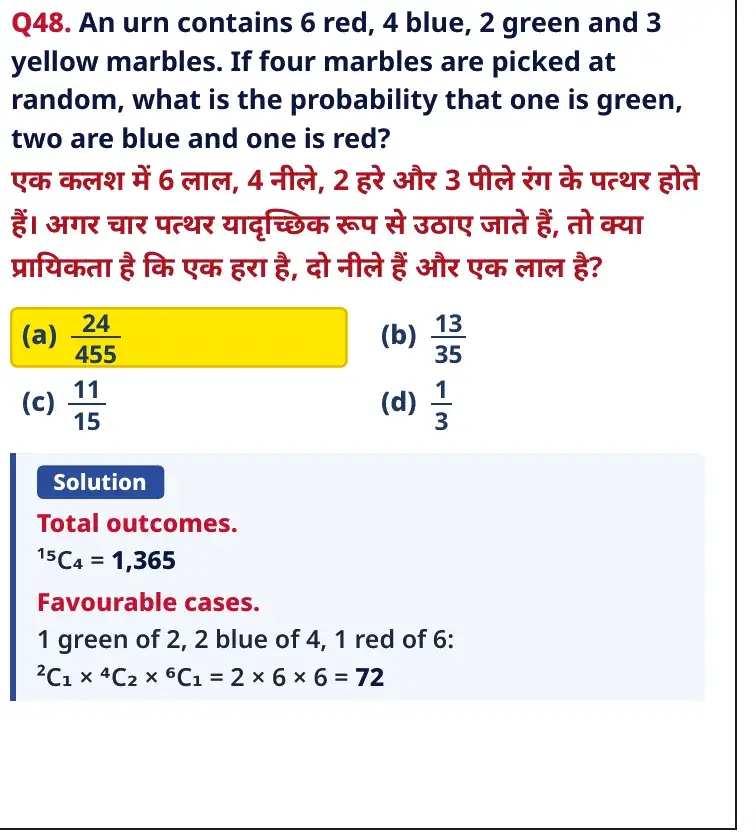 Q48. An urn contains 6 red, 4 blue, 2 green and 3
yellow marbles. If four marbles are picked at
random, what is the probability that one is green,
two are blue and one is red?
एक कलश में 6 लाल, 4 नीले, 2 हरे और 3 पीले रंग के पत्थर होते
हैं। अगर चार पत्थर यादृच्छिक रूप से उठाए जाते हैं, तो क्या
प्रायिकता है कि एक हरा है, दो नीले हैं और एक लाल है?
(a) 24/455 (b) 13/35
(c) 11/15 (d) 1/3
Solution
Total outcomes.
¹⁵C₄ = 1,365
Favourable cases.
1 green of 2, 2 blue of 4, 1 red of 6:
²C₁ × ⁴C₂ × ⁶C₁ = 2 × 6 × 6 = 72